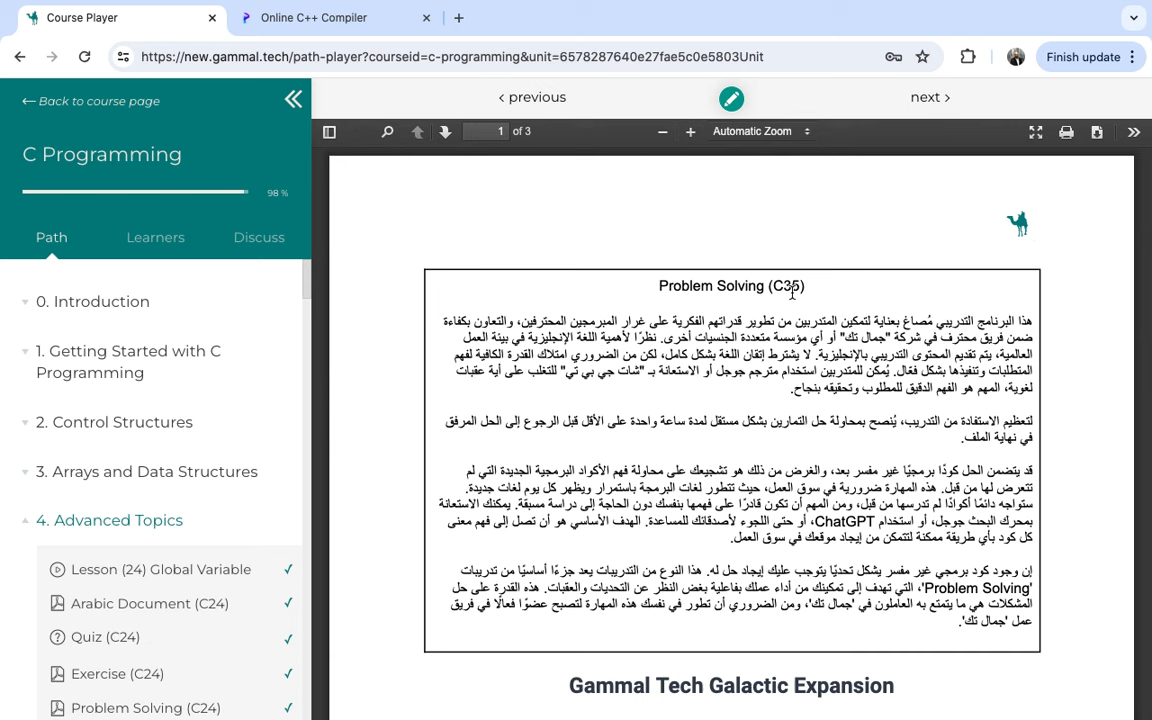 Course Player
Online C++ Compiler
https://new.gammal.tech/path-player?courseid=c-programming&unit=6578287640e27fae5c0e5803Unit
Finish update
Back to course page
C Programming
98 %
Path
Learners
Discuss
0. Introduction
1. Getting Started with C
Programming
2. Control Structures
3. Arrays and Data Structures
4. Advanced Topics
Lesson (24) Global Variable
Arabic Document (C24)
Quiz (C24)
Exercise (C24)
Problem Solving (C24)
‹ previous
next ›
1 of 3
Automatic Zoom
Problem Solving (C35)
هذا البرنامج التدريبي مُصاغ بعناية لتمكين المتدربين من تطوير قدراتهم الفكرية على غرار المبرمجين المحترفين، والتعاون بكفاءة
ضمن فريق محترف في شركة "جمال تك" أو أي مؤسسة متعددة الجنسيات أخرى. نظرًا لأهمية اللغة الإنجليزية في بيئة العمل
العالمية، يتم تقديم المحتوى التدريبي بالإنجليزية. لا يشترط إتقان اللغة بشكل كامل، لكن من الضروري امتلاك القدرة الكافية لفهم
المتطلبات وتنفيذها بشكل فعّال. يُمكن للمتدربين استخدام مترجم جوجل أو الاستعانة بـ "شات جي بي تي" للتغلب على أية عقبات
لغوية، المهم هو الفهم الدقيق للمطلوب وتحقيقه بنجاح.
لتعظيم الاستفادة من التدريب، يُنصح بمحاولة حل التمارين بشكل مستقل لمدة ساعة واحدة على الأقل قبل الرجوع إلى الحل المرفق
في نهاية الملف.
قد يتضمن الحل كودًا برمجيًا غير مفسر بعد، والغرض من ذلك هو تشجيعك على محاولة فهم الأكواد البرمجية الجديدة التي لم
تتعرض لها من قبل. هذه المهارة ضرورية في سوق العمل، حيث تتطور لغات البرمجة باستمرار ويظهر كل يوم لغات جديدة.
ستواجه دائمًا أكوادًا لم تدرسها من قبل، ومن المهم أن تكون قادرًا على فهمها بنفسك دون الحاجة إلى دراسة مسبقة. يمكنك الاستعانة
بمحرك البحث جوجل، أو استخدام ChatGPT، أو حتى اللجوء لأصدقائك للمساعدة. الهدف الأساسي هو أن تصل إلى فهم معنى
كل كود بأي طريقة ممكنة لتتمكن من إيجاد موقعك في سوق العمل.
إن وجود كود برمجي غير مفسر يشكل تحديًا يتوجب عليك إيجاد حل له. هذا النوع من التدريبات يعد جزءًا أساسيًا من تدريبات
'Problem Solving'، التي تهدف إلى تمكينك من أداء عملك بفاعلية بغض النظر عن التحديات والعقبات. هذه القدرة على حل
المشكلات هي ما يتمتع به العاملون في 'جمال تك'، ومن الضروري أن تطور في نفسك هذه المهارة لتصبح عضوًا فعالًا في فريق
عمل 'جمال تك'.
Gammal Tech Galactic Expansion